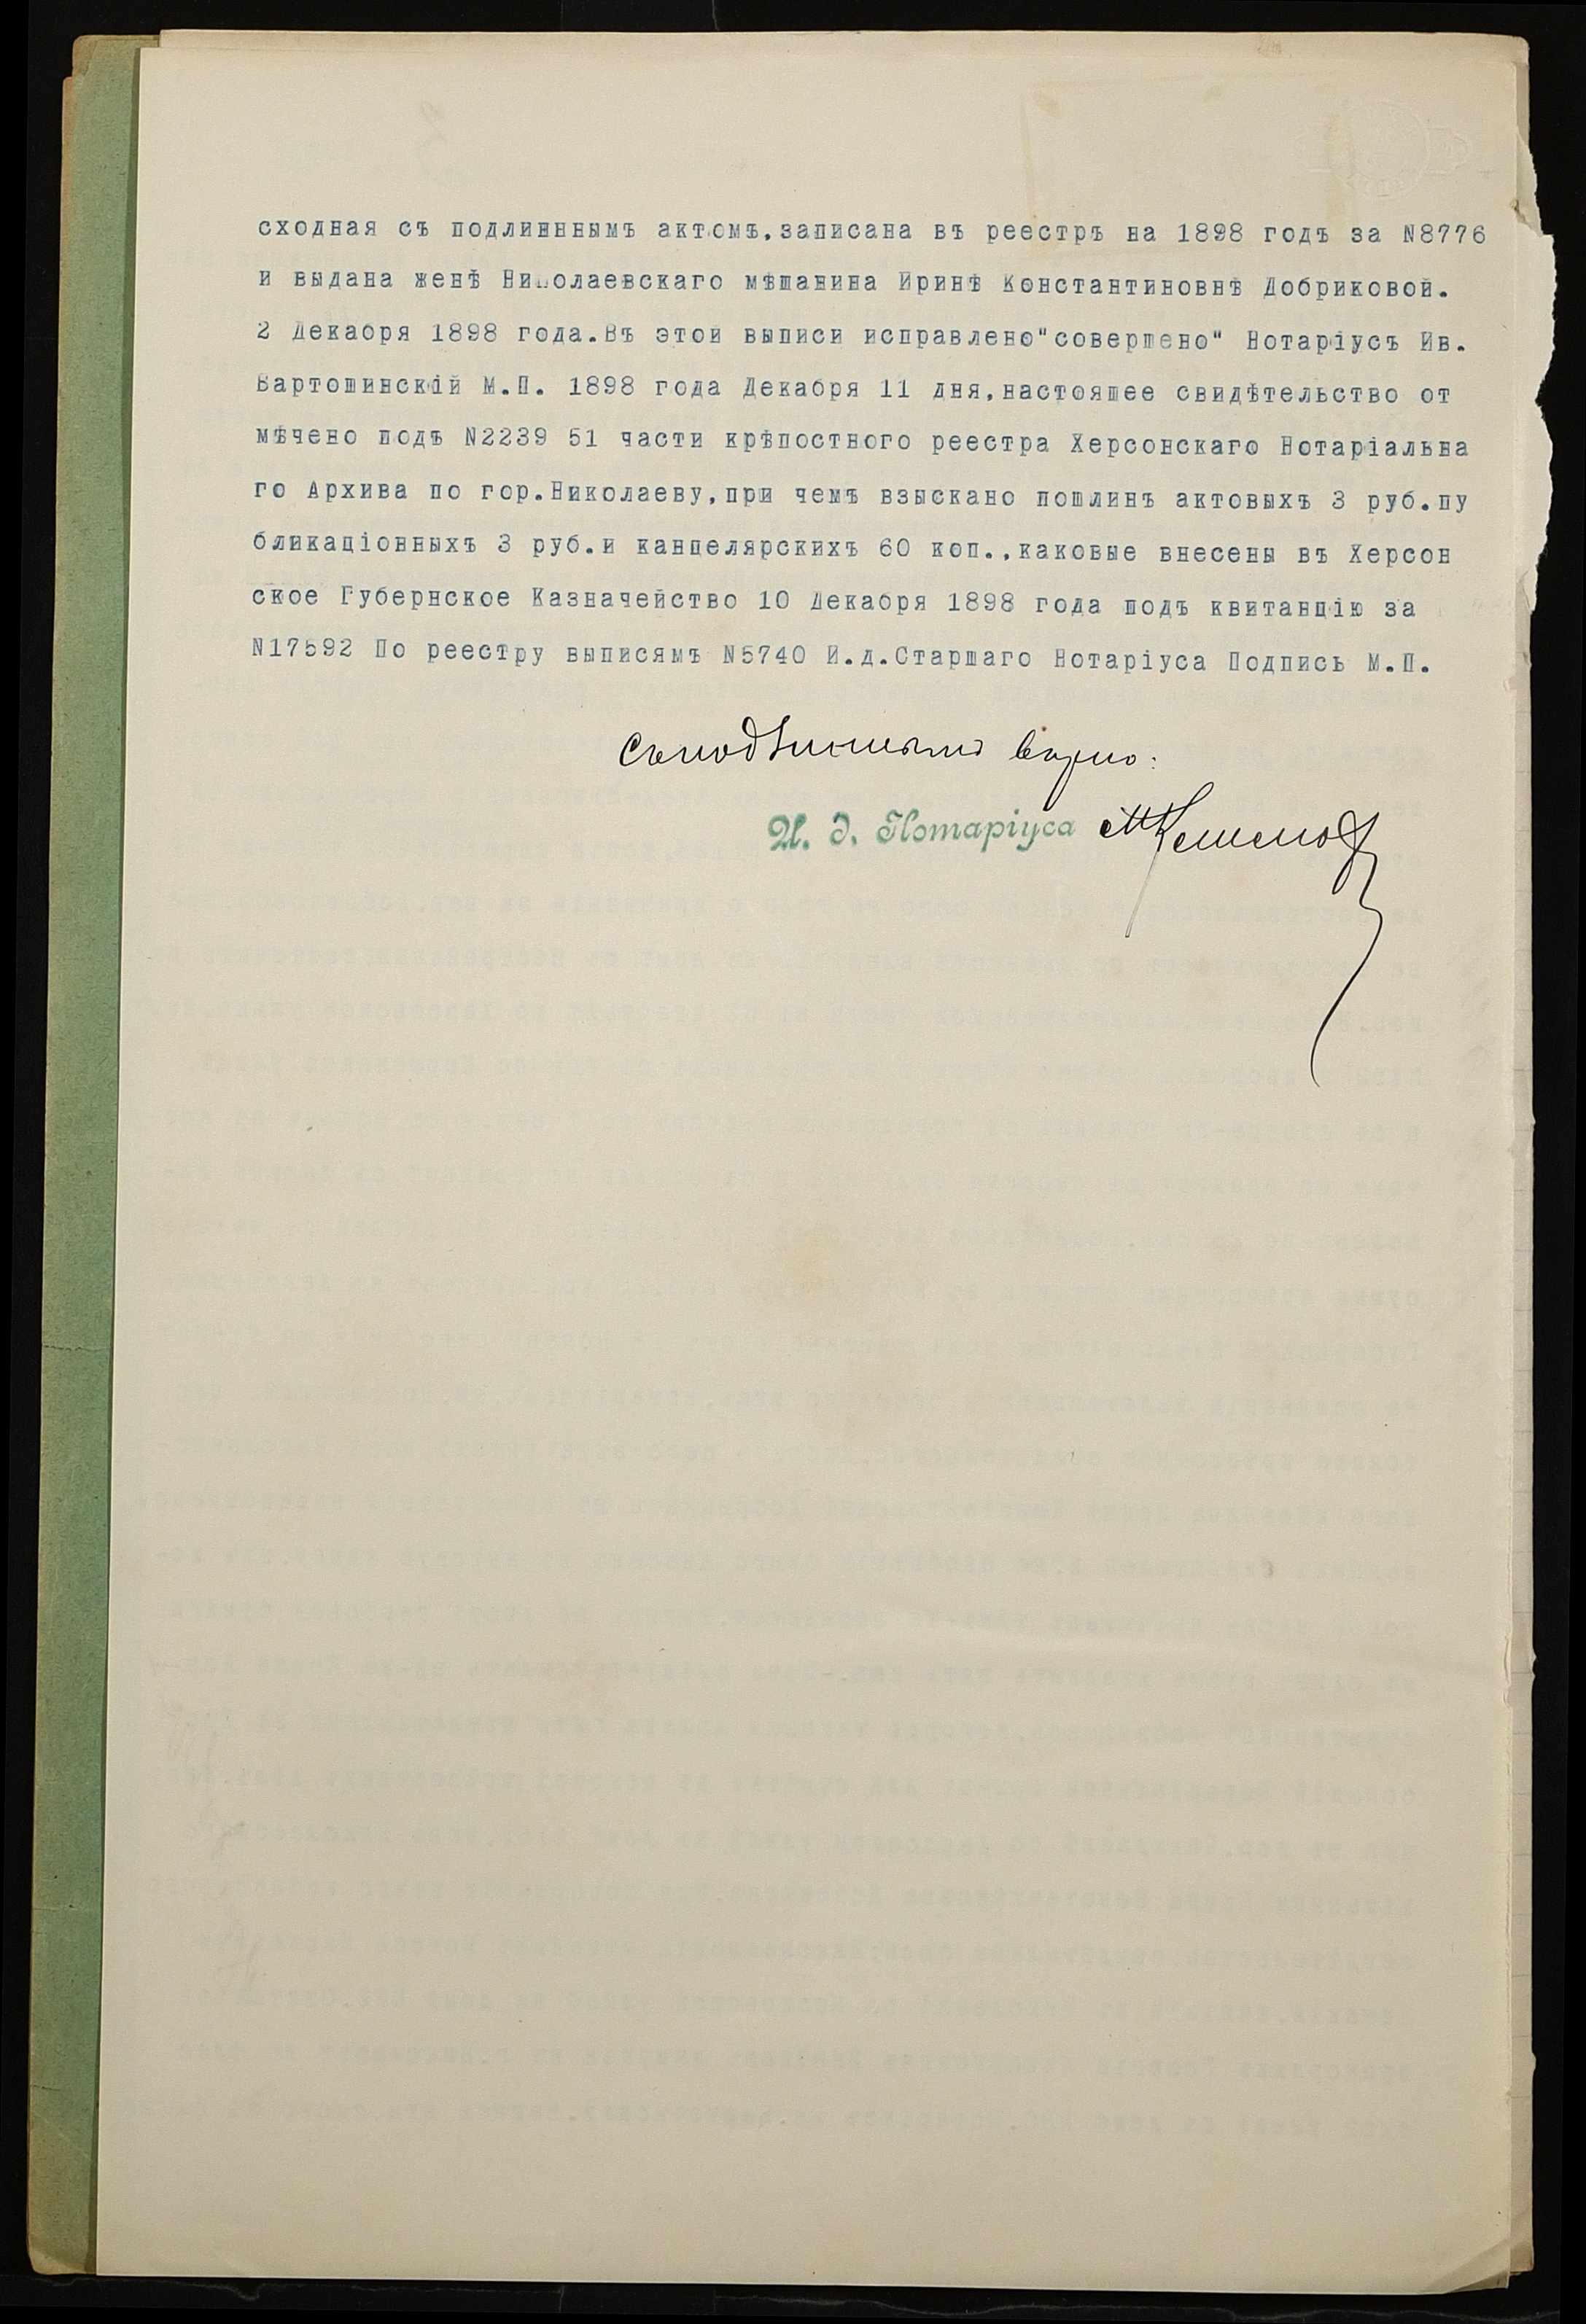 сходная съ подлиннымъ актомъ,записана въ реестръ на 1898 годъ за N8776
и выдана женѣ Николаевскаго мѣщанина Иринѣ Константиновнѣ Добриковой.
2 Декабря 1898 года.Въ этой выписи исправлено"совершено" Нотаріусъ Ив.
Бартошинскій М.П. 1898 года Декабря 11 дня,настоящее свидѣтельство от
мѣчено подъ N2239 51 части крѣпостного реестра Херсонскаго Нотаріальна
го Архива по гор.Николаеву,при чемъ взыскано пошлинъ актовыхъ 3 руб.пу
бликаціонныхъ 3 руб.и канцелярскихъ 60 коп.,каковые внесены въ Херсон
ское Губернское Казначейство 10 Декабря 1898 года подъ квитанцію за
N17592 По реестру выписямъ N5740 И.д.Старшаго Нотаріуса Подпись М.П.
Съ подлиннымъ вѣрно:
И. д. Нотаріуса